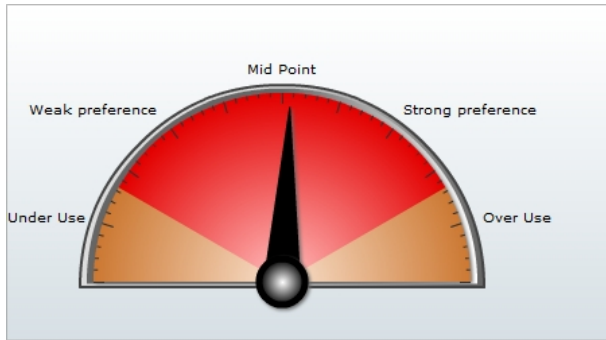 Mid Point
Weak preference
Strong preference
Under Use
Over Use